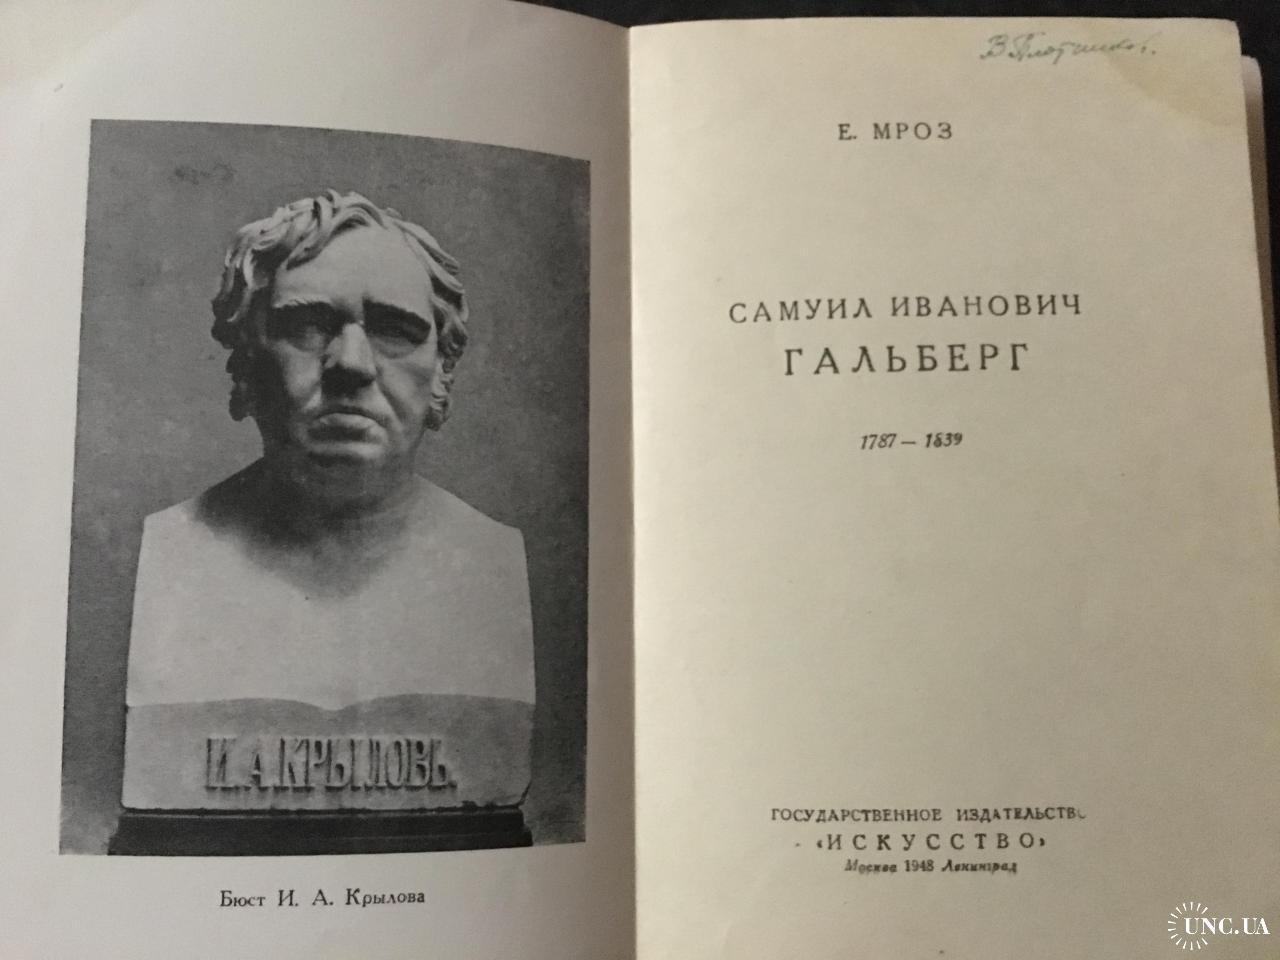 И. А. КРЫЛОВЪ.
Бюст И. А. Крылова
Е. МРОЗ
САМУИЛ ИВАНОВИЧ
ГАЛЬБЕРГ
1787 — 1839
ГОСУДАРСТВЕННОЕ ИЗДАТЕЛЬСТВО
«ИСКУССТВО»
Москва 1948 Ленинград
UNC.UA